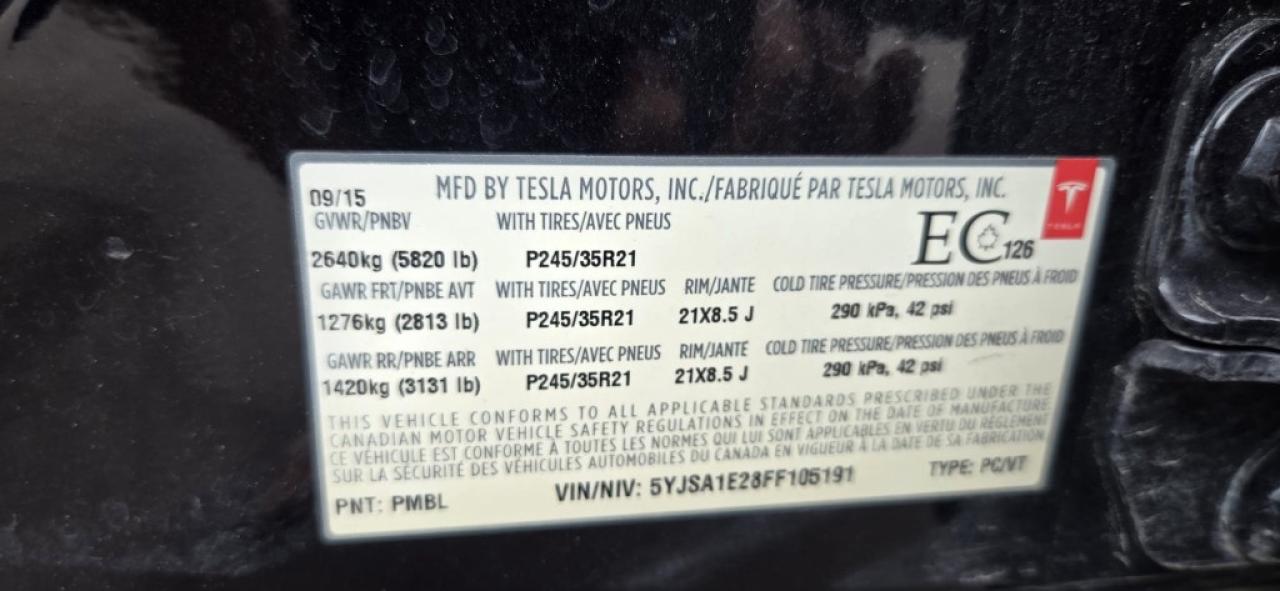 09/15 MFD BY TESLA MOTORS, INC./FABRIQUÉ PAR TESLA MOTORS, INC.
TESLA
GVWR/PNBV WITH TIRES/AVEC PNEUS
EC 126
2640kg (5820 lb) P245/35R21
GAWR FRT/PNBE AVT WITH TIRES/AVEC PNEUS RIM/JANTE COLD TIRE PRESSURE/PRESSION DES PNEUS À FROID
1276kg (2813 lb) P245/35R21 21X8.5 J 290 kPa, 42 psi
GAWR RR/PNBE ARR WITH TIRES/AVEC PNEUS RIM/JANTE COLD TIRE PRESSURE/PRESSION DES PNEUS À FROID
1420kg (3131 lb) P245/35R21 21X8.5 J 290 kPa, 42 psi
THIS VEHICLE CONFORMS TO ALL APPLICABLE STANDARDS PRESCRIBED UNDER THE
CANADIAN MOTOR VEHICLE SAFETY REGULATIONS IN EFFECT ON THE DATE OF MANUFACTURE
CE VÉHICULE EST CONFORME À TOUTES LES NORMES QUI LUI SONT APPLICABLES EN VERTU DU RÈGLEMENT
SUR LA SÉCURITÉ DES VÉHICULES AUTOMOBILES DU CANADA EN VIGUEUR À LA DATE DE SA FABRICATION
PNT: PMBL VIN/NIV: 5YJSA1E28FF105191 TYPE: PC/VT